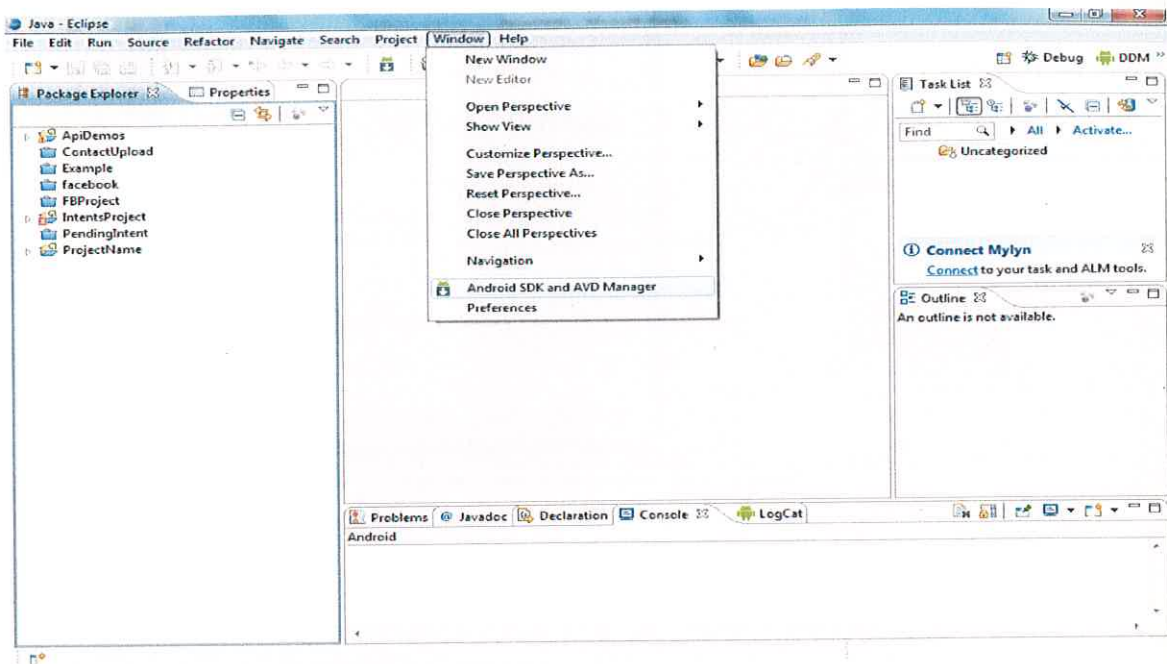 Java - Eclipse
File Edit Run Source Refactor Navigate Search Project Window Help
Debug DDM »
Package Explorer Properties
ApiDemos
ContactUpload
Example
facebook
FBProject
IntentsProject
PendingIntent
ProjectName
New Window
New Editor
Open Perspective
Show View
Customize Perspective...
Save Perspective As...
Reset Perspective...
Close Perspective
Close All Perspectives
Navigation
Android SDK and AVD Manager
Preferences
Task List
Find All Activate...
Uncategorized
Connect Mylyn
Connect to your task and ALM tools.
Outline
An outline is not available.
Problems Javadoc Declaration Console LogCat
Android